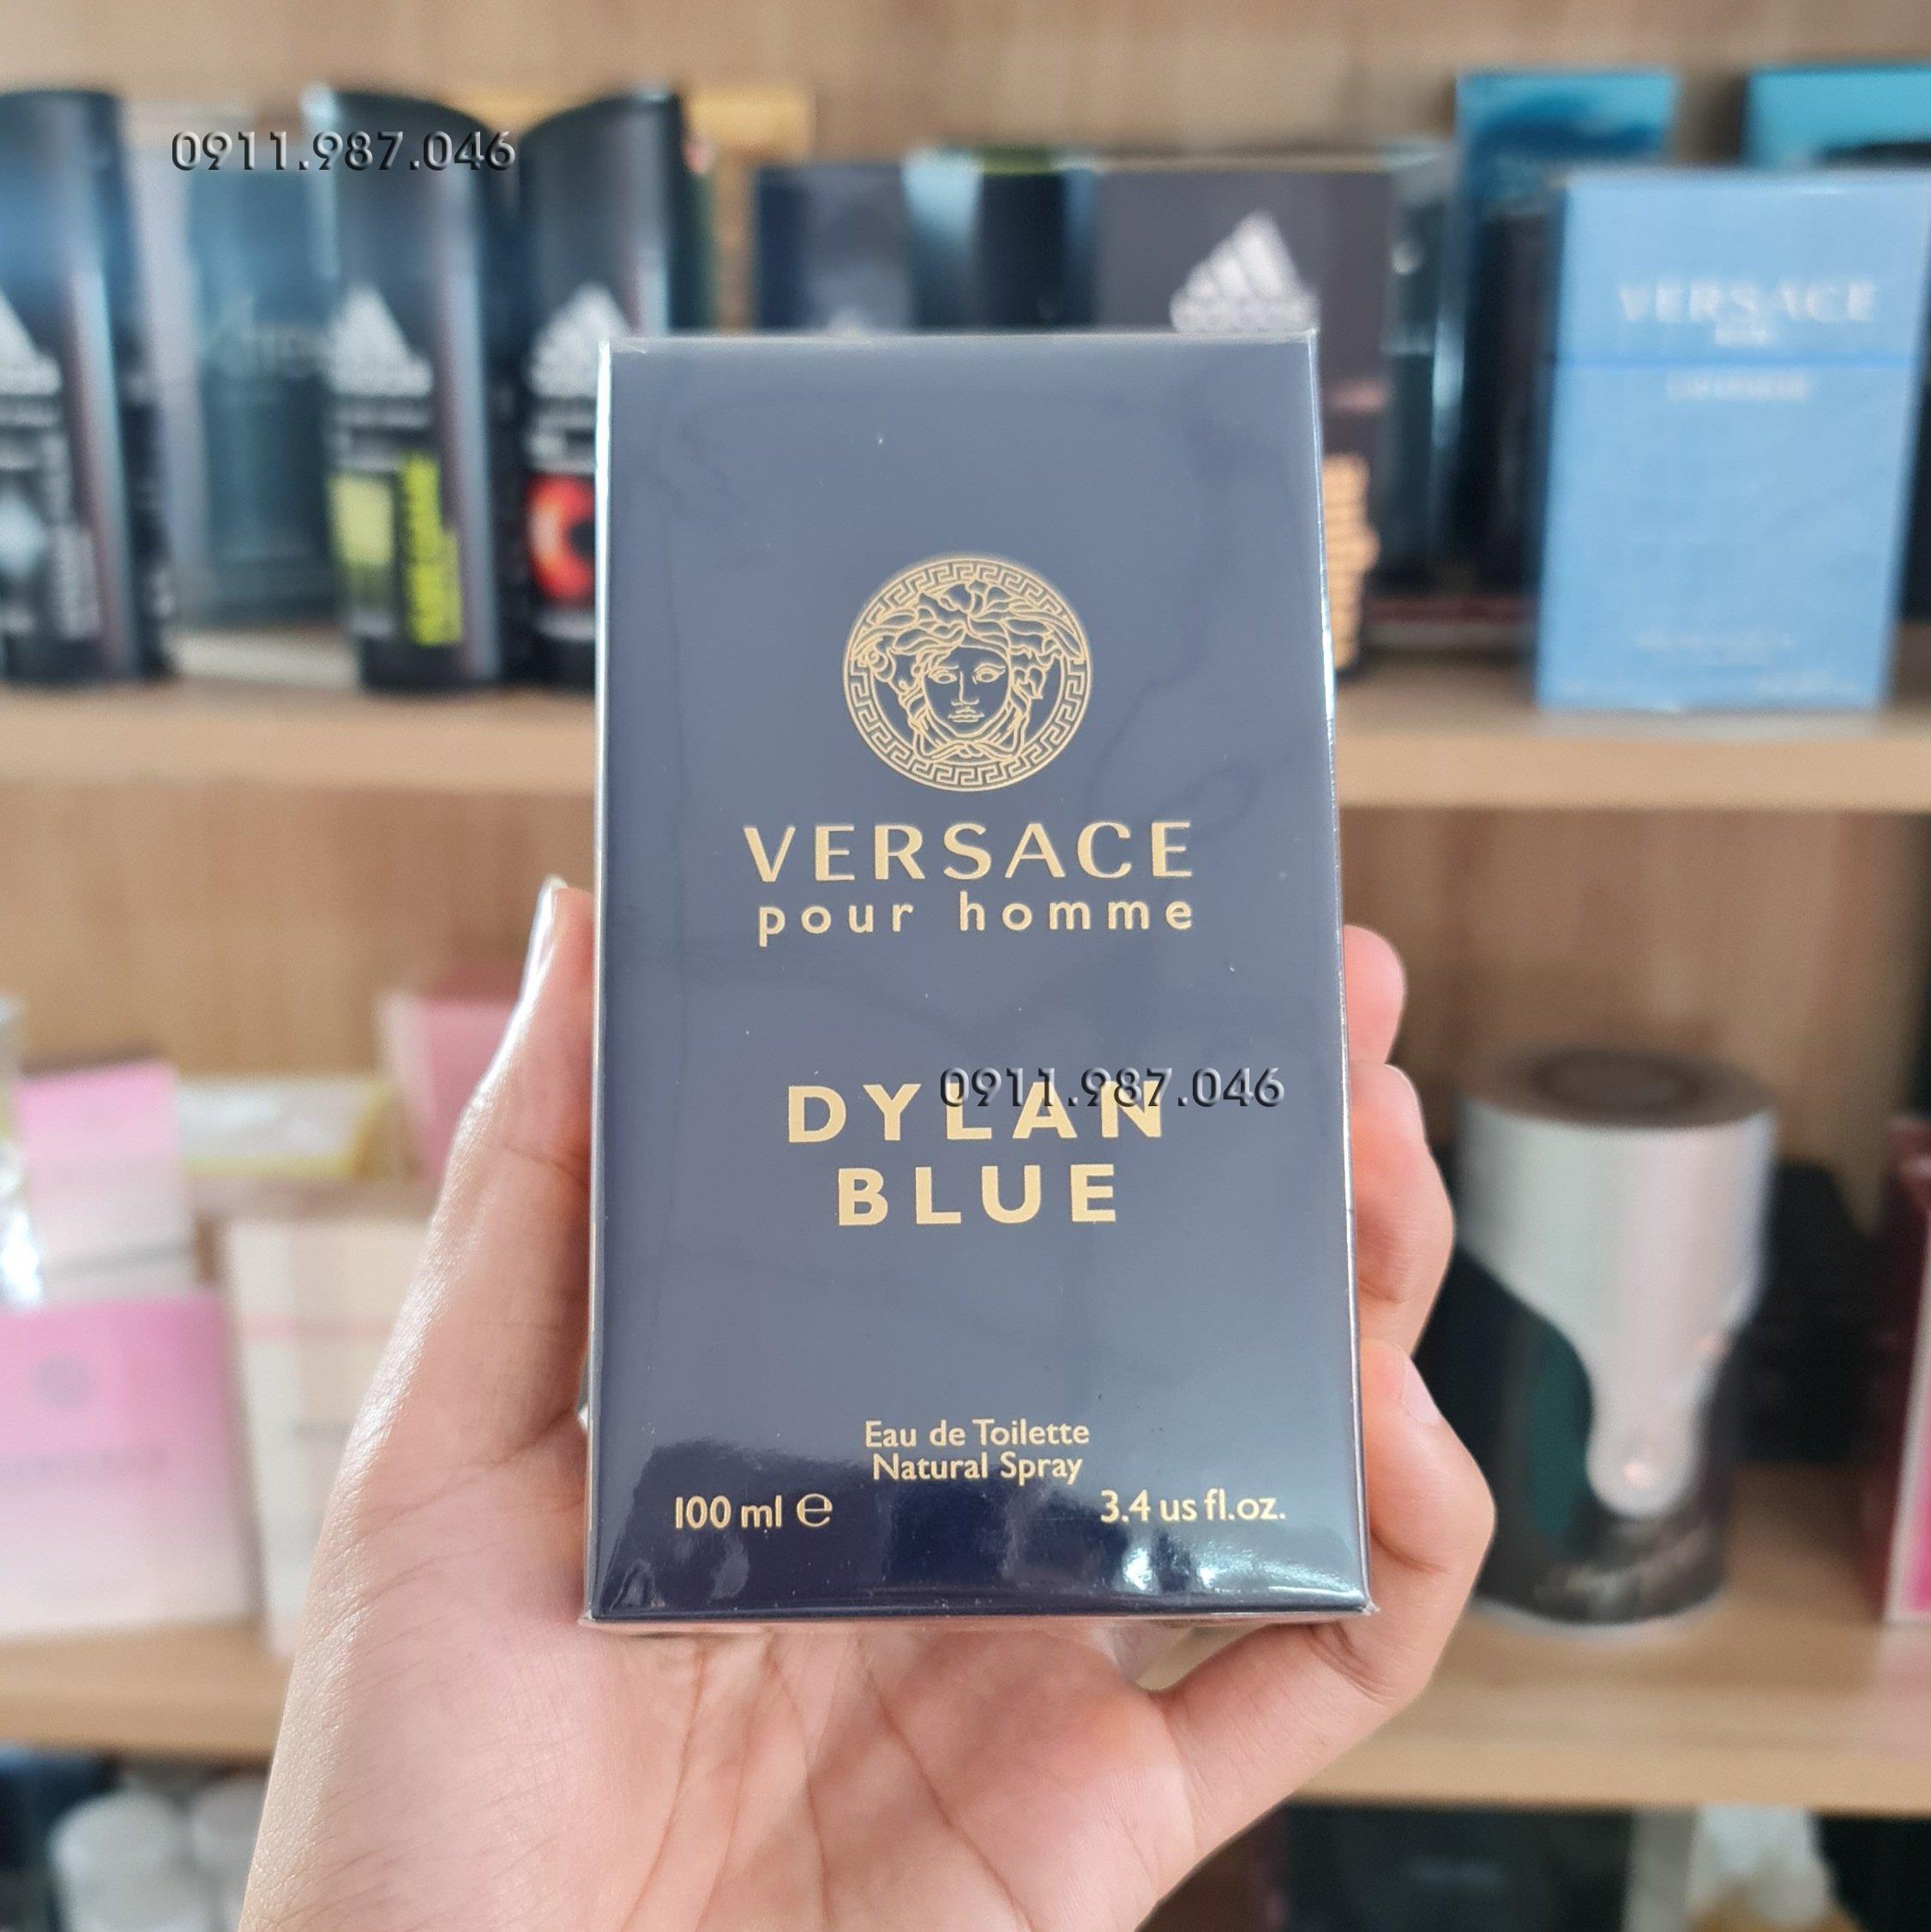 0911.987.046
VERSACE
VERSACE
pour homme
0911.987.046
DYLAN
BLUE
Eau de Toilette
Natural Spray
100 ml ℮
3.4 us fl.oz.